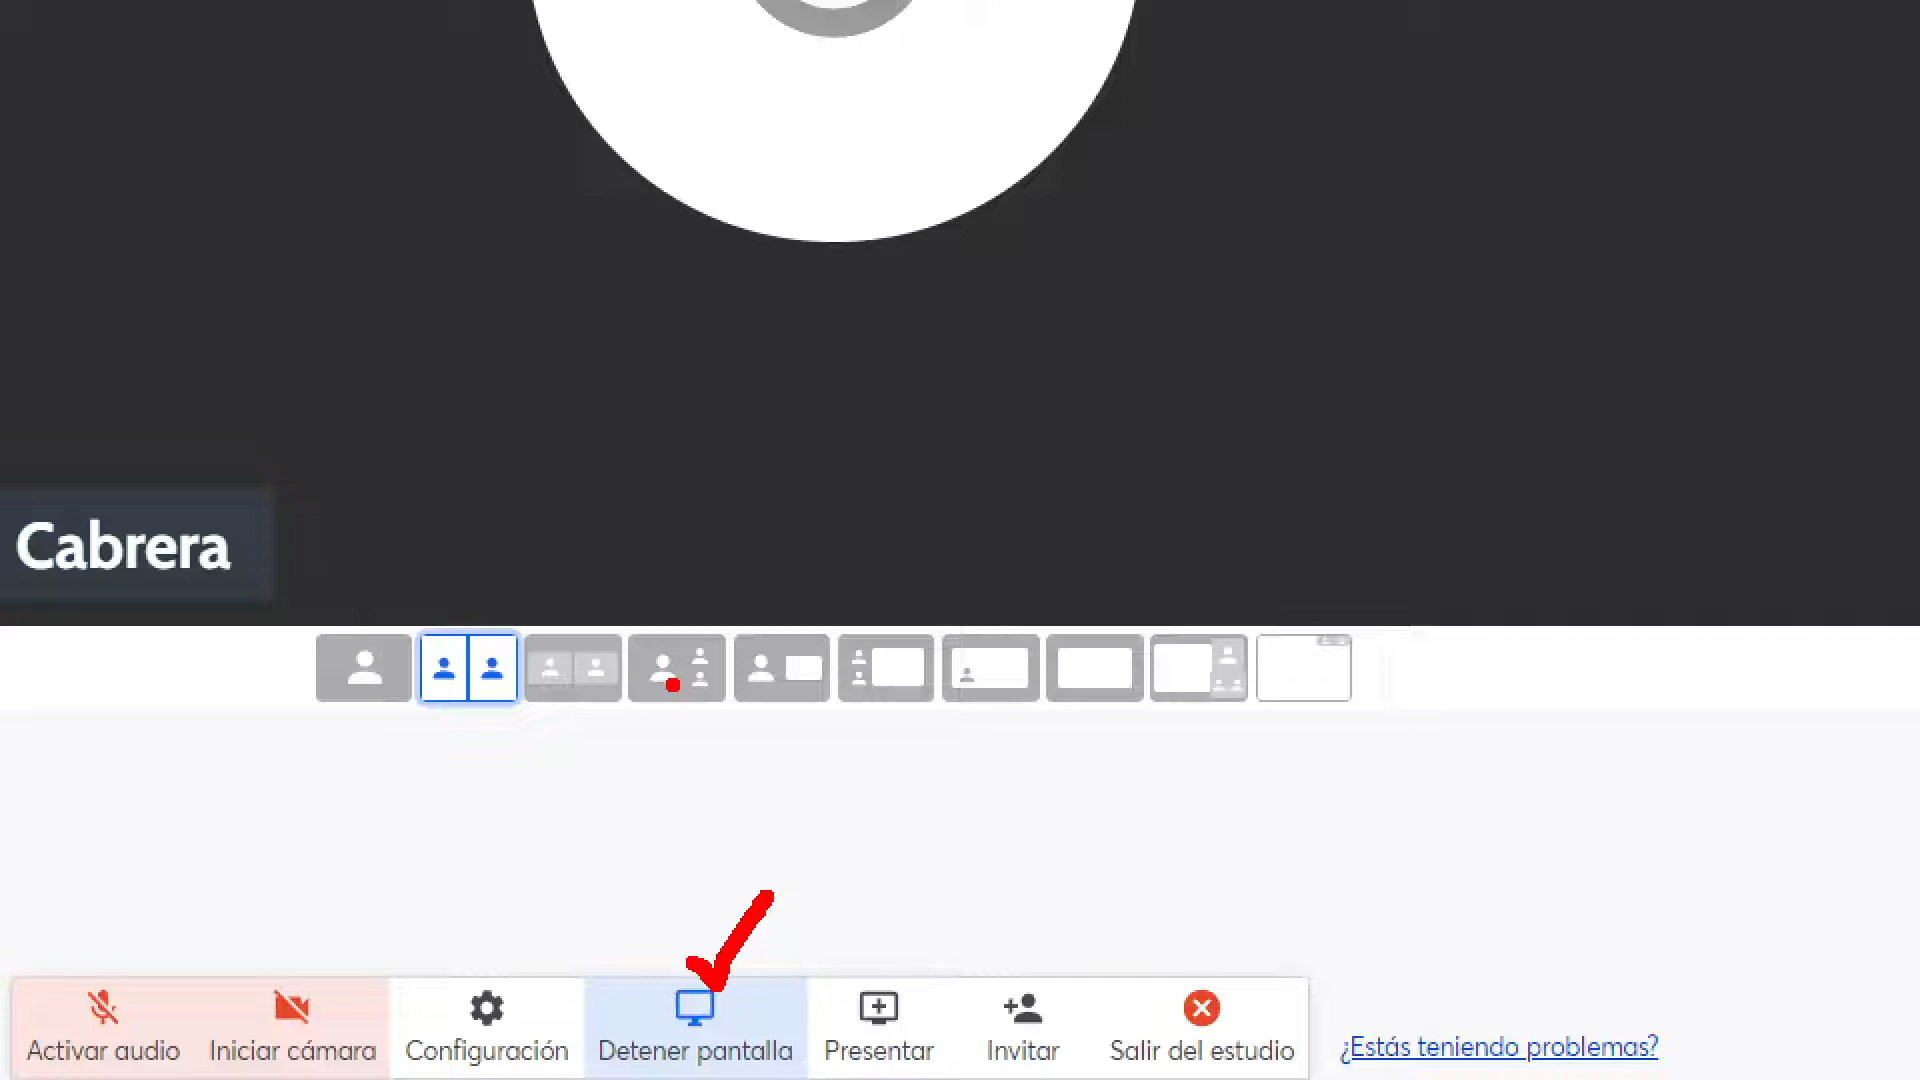 Cabrera
Activar audio
Iniciar cámara
Configuración
Detener pantalla
Presentar
Invitar
Salir del estudio
¿Estás teniendo problemas?